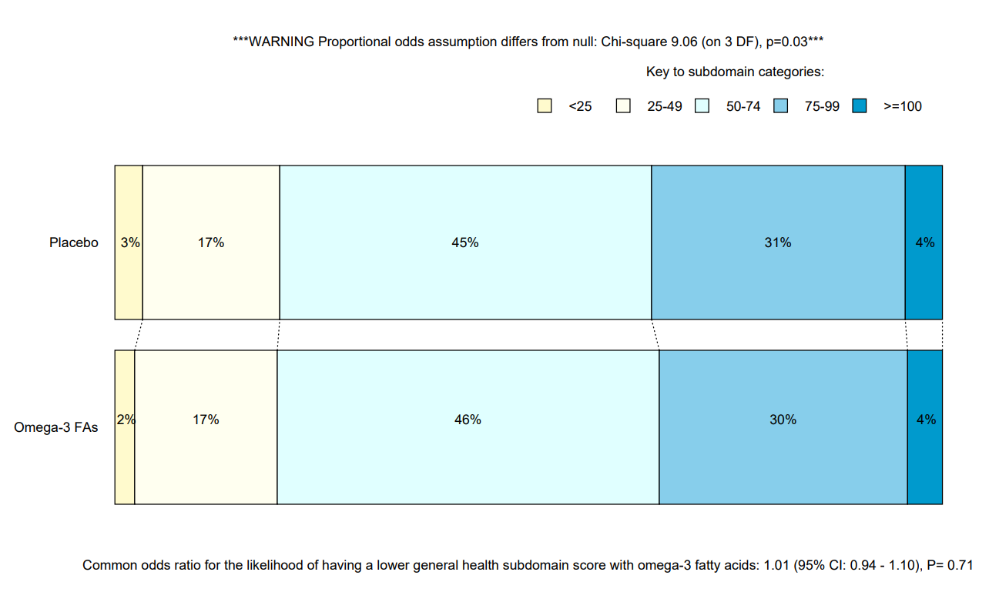 ***WARNING Proportional odds assumption differs from null: Chi-square 9.06 (on 3 DF), p=0.03***
Key to subdomain categories:
<25 25-49 50-74 75-99 >=100
Placebo 3% 17% 45% 31% 4%
Omega-3 FAs 2% 17% 46% 30% 4%
Common odds ratio for the likelihood of having a lower general health subdomain score with omega-3 fatty acids: 1.01 (95% CI: 0.94 - 1.10), P= 0.71